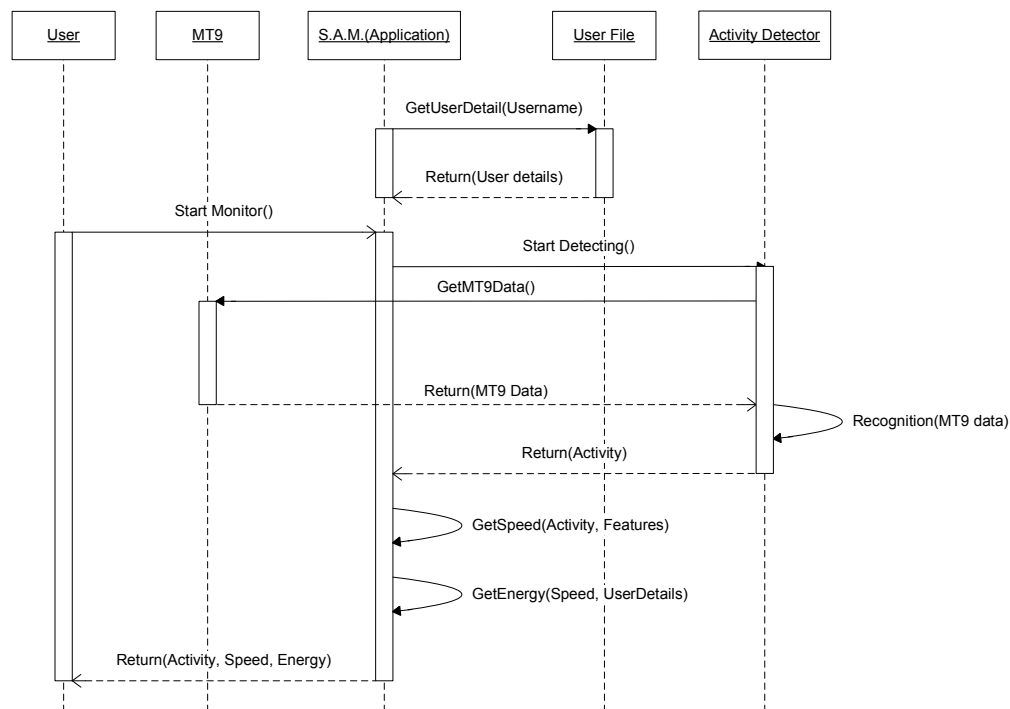 User
MT9
S.A.M.(Application)
User File
Activity Detector
GetUserDetail(Username)
Return(User details)
Start Monitor()
Start Detecting()
GetMT9Data()
Return(MT9 Data)
Recognition(MT9 data)
Return(Activity)
GetSpeed(Activity, Features)
GetEnergy(Speed, UserDetails)
Return(Activity, Speed, Energy)